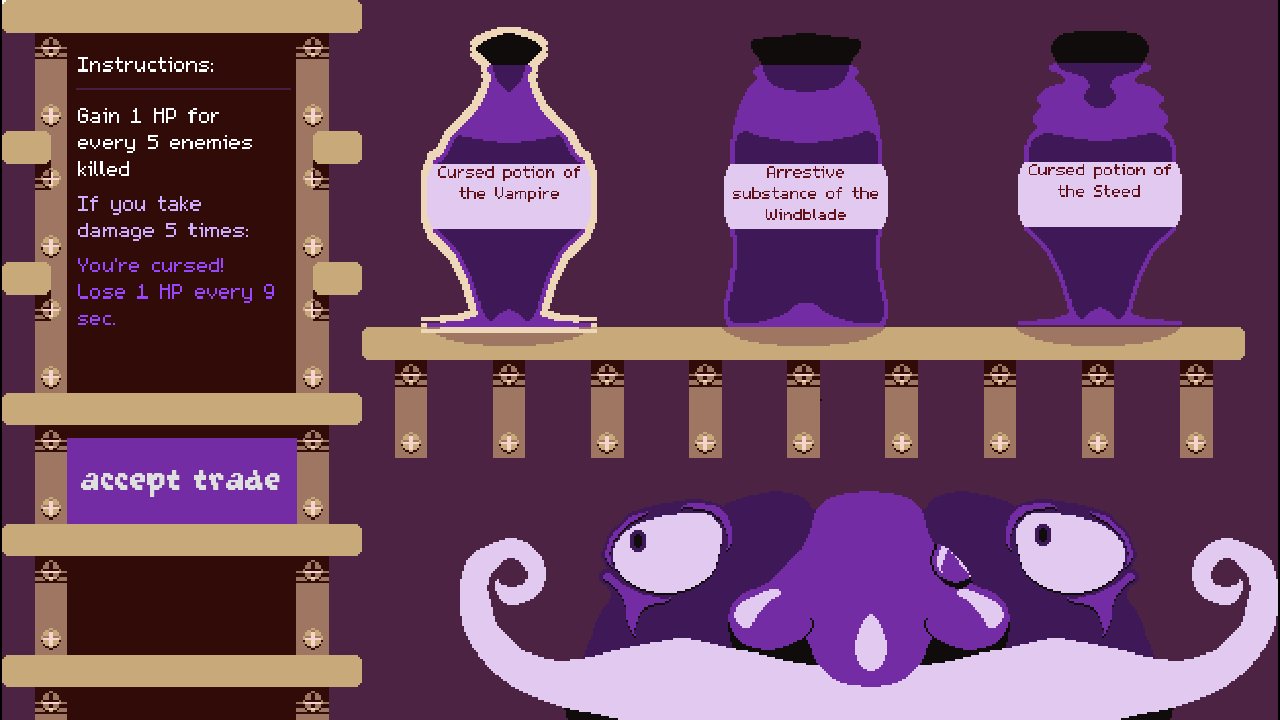 Instructions:
Gain 1 HP for
every 5 enemies
killed
If you take
damage 5 times:
You're cursed!
Lose 1 HP every 9
sec.
accept trade
Cursed potion of
the Vampire
Arrestive
substance of the
Windblade
Cursed potion of
the Steed